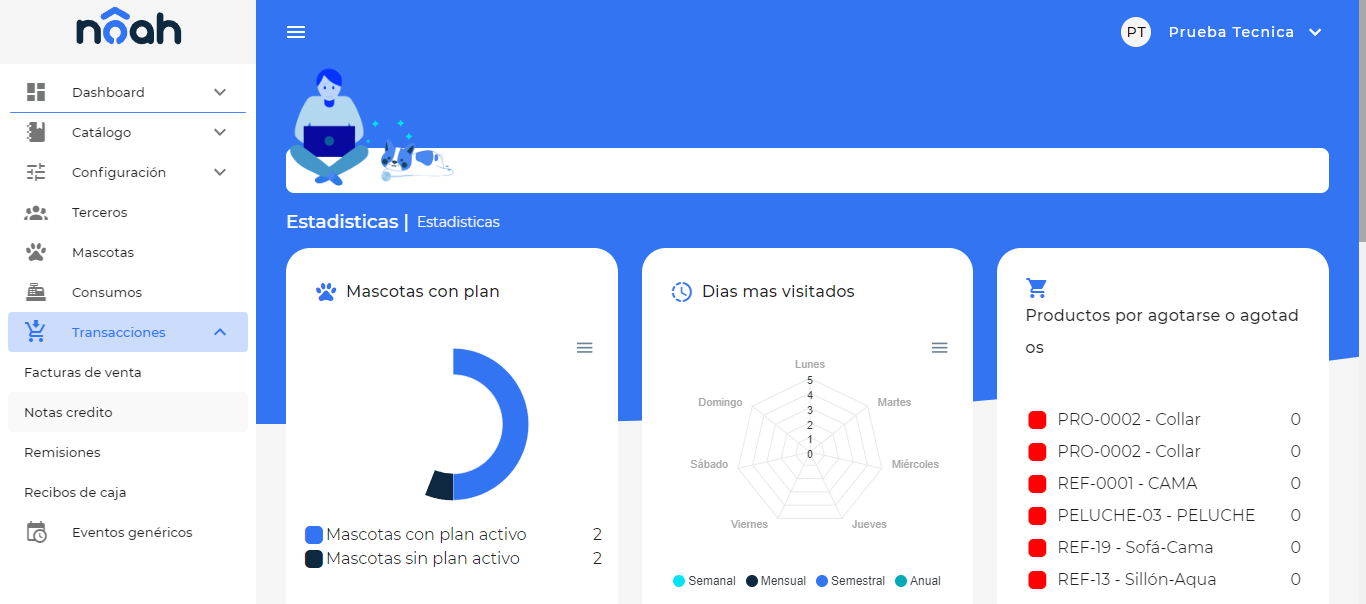 nôah
PT Prueba Tecnica
Dashboard
Catálogo
Configuración
Terceros
Mascotas
Consumos
Transacciones
Facturas de venta
Notas credito
Remisiones
Recibos de caja
Eventos genéricos
Estadisticas | Estadisticas
Mascotas con plan
Mascotas con plan activo 2
Mascotas sin plan activo 2
Dias mas visitados
Lunes
5
4
3
2
1
0
Martes
Miércoles
Jueves
Viernes
Sábado
Domingo
Semanal Mensual Semestral Anual
Productos por agotarse o agotad
os
PRO-0002 - Collar 0
PRO-0002 - Collar 0
REF-0001 - CAMA 0
PELUCHE-03 - PELUCHE 0
REF-19 - Sofá-Cama 0
REF-13 - Sillón-Aqua 0